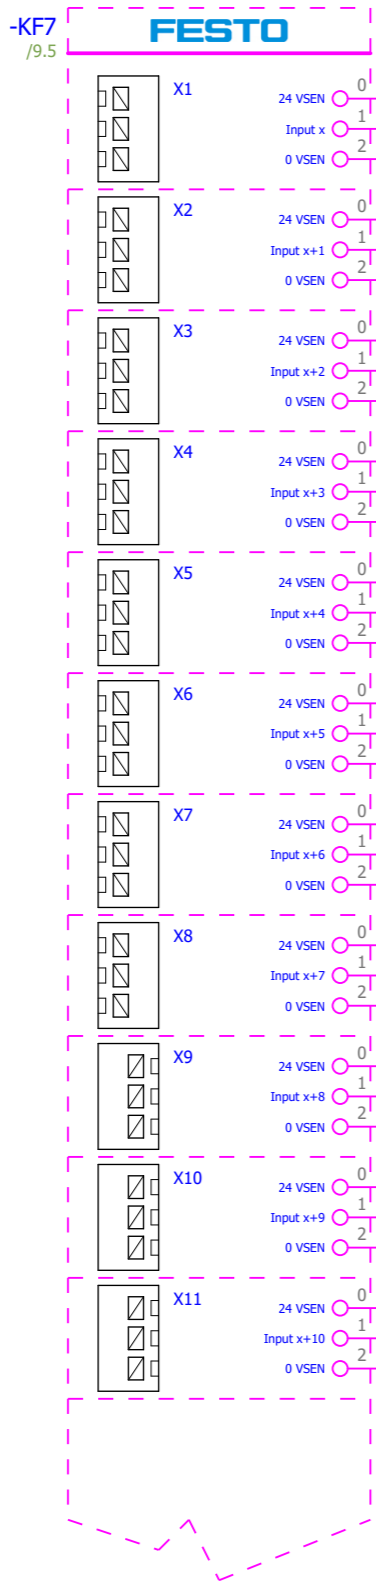 -KF7
FESTO
/9.5
X1
24 VSEN 0
Input x 1
0 VSEN 2
X2
24 VSEN 0
Input x+1 1
0 VSEN 2
X3
24 VSEN 0
Input x+2 1
0 VSEN 2
X4
24 VSEN 0
Input x+3 1
0 VSEN 2
X5
24 VSEN 0
Input x+4 1
0 VSEN 2
X6
24 VSEN 0
Input x+5 1
0 VSEN 2
X7
24 VSEN 0
Input x+6 1
0 VSEN 2
X8
24 VSEN 0
Input x+7 1
0 VSEN 2
X9
24 VSEN 0
Input x+8 1
0 VSEN 2
X10
24 VSEN 0
Input x+9 1
0 VSEN 2
X11
24 VSEN 0
Input x+10 1
0 VSEN 2